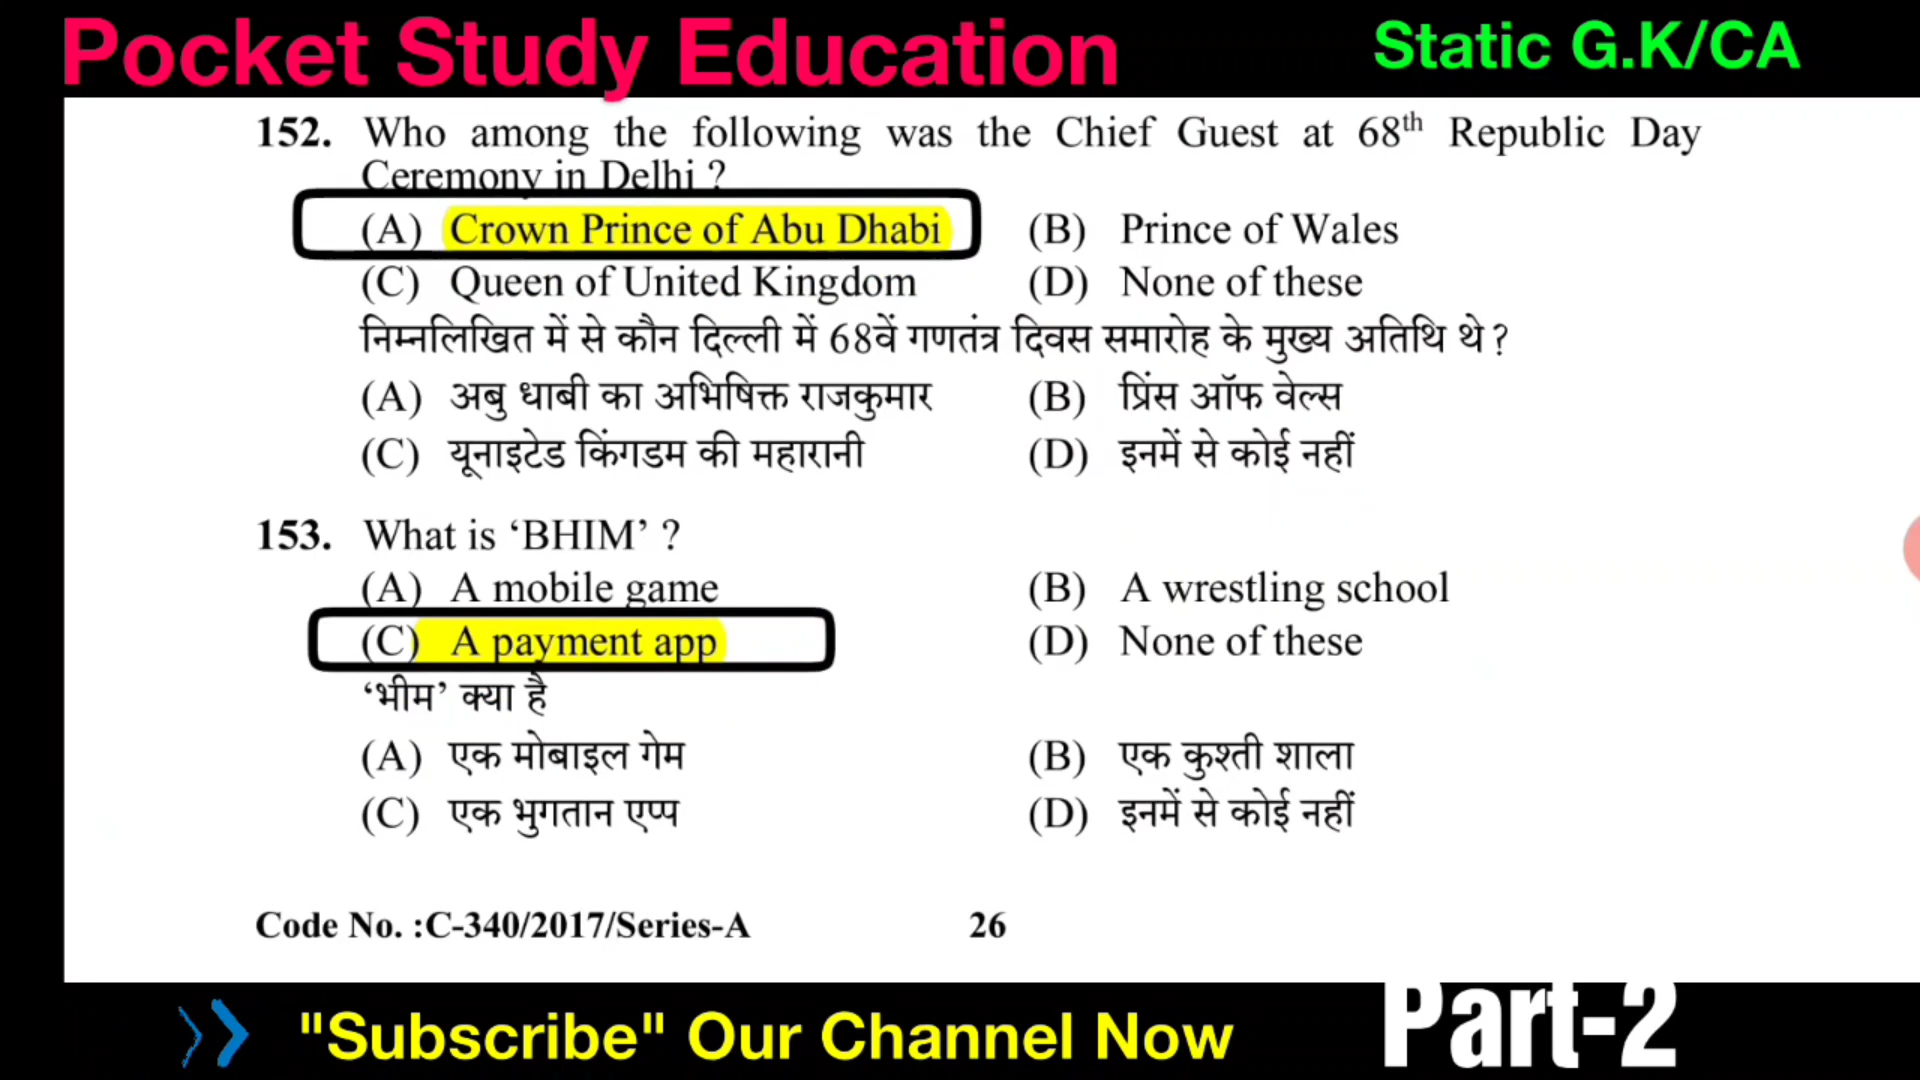 Pocket Study Education
Static G.K/CA
152. Who among the following was the Chief Guest at 68th Republic Day
Ceremony in Delhi ?
(A) Crown Prince of Abu Dhabi (B) Prince of Wales
(C) Queen of United Kingdom (D) None of these
निम्नलिखित में से कौन दिल्ली में 68वें गणतंत्र दिवस समारोह के मुख्य अतिथि थे ?
(A) अबु धाबी का अभिषिक्त राजकुमार (B) प्रिंस ऑफ वेल्स
(C) यूनाइटेड किंगडम की महारानी (D) इनमें से कोई नहीं
153. What is ‘BHIM’ ?
(A) A mobile game (B) A wrestling school
(C) A payment app (D) None of these
‘भीम’ क्या है
(A) एक मोबाइल गेम (B) एक कुश्ती शाला
(C) एक भुगतान एप्प (D) इनमें से कोई नहीं
Code No. :C-340/2017/Series-A 26
"Subscribe" Our Channel Now
Part-2